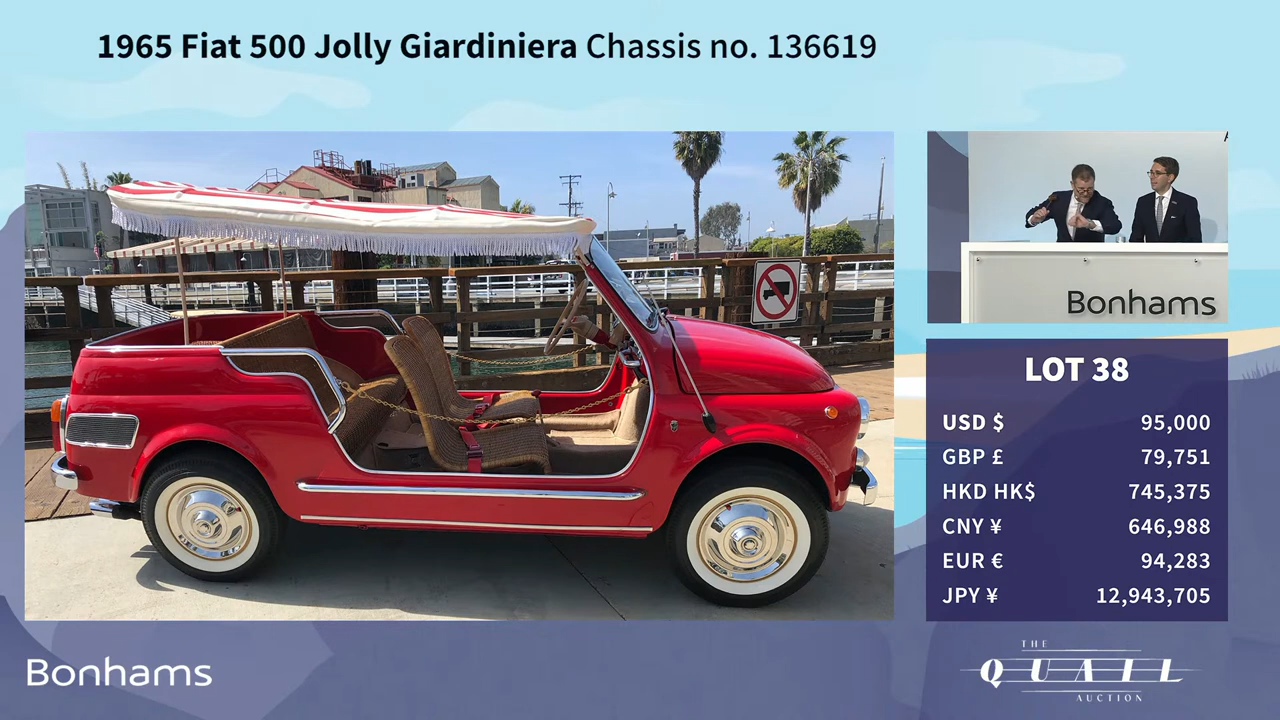 1965 Fiat 500 Jolly Giardiniera Chassis no. 136619
Bonhams
LOT 38
USD $ 95,000
GBP £ 79,751
HKD HK$ 745,375
CNY ¥ 646,988
EUR € 94,283
JPY ¥ 12,943,705
Bonhams
THE
QUAIL
AUCTION